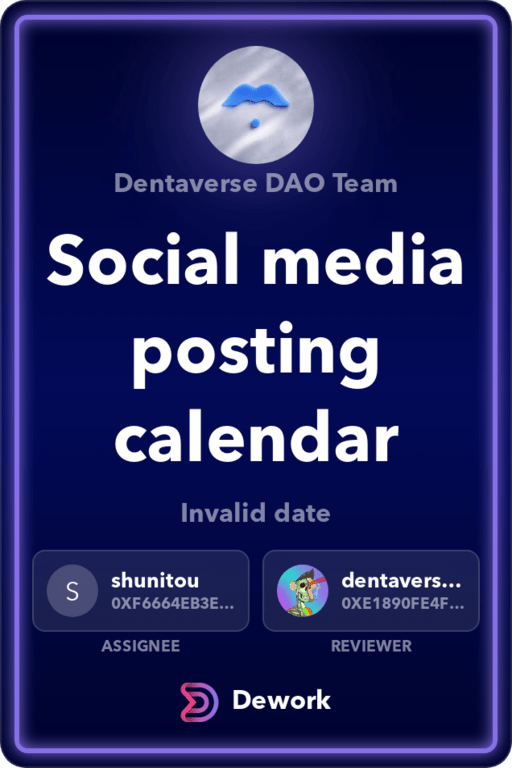 Dentaverse DAO Team
Social media
posting
calendar
Invalid date
S
shunitou
0XF6664EB3E...
ASSIGNEE
dentavers...
0XE1890FE4F...
REVIEWER
Dework